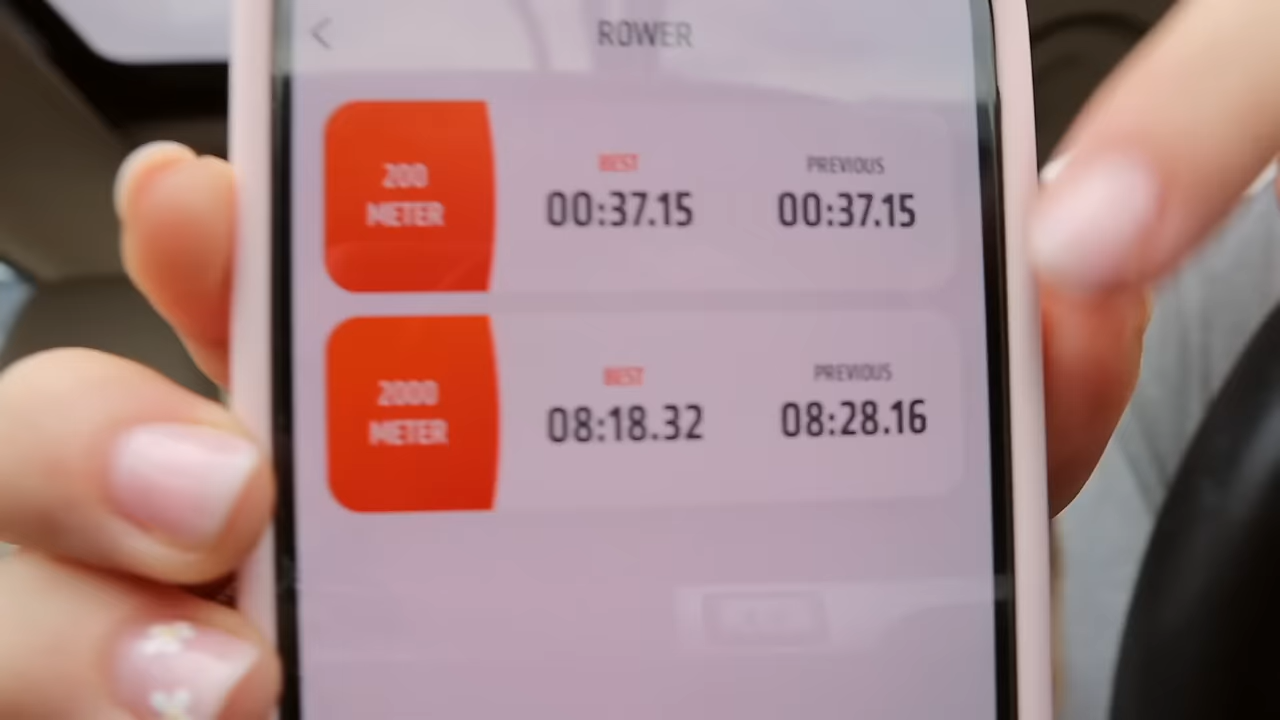 ROWER
200
METER
BEST
00:37.15
PREVIOUS
00:37.15
2000
METER
BEST
08:18.32
PREVIOUS
08:28.16